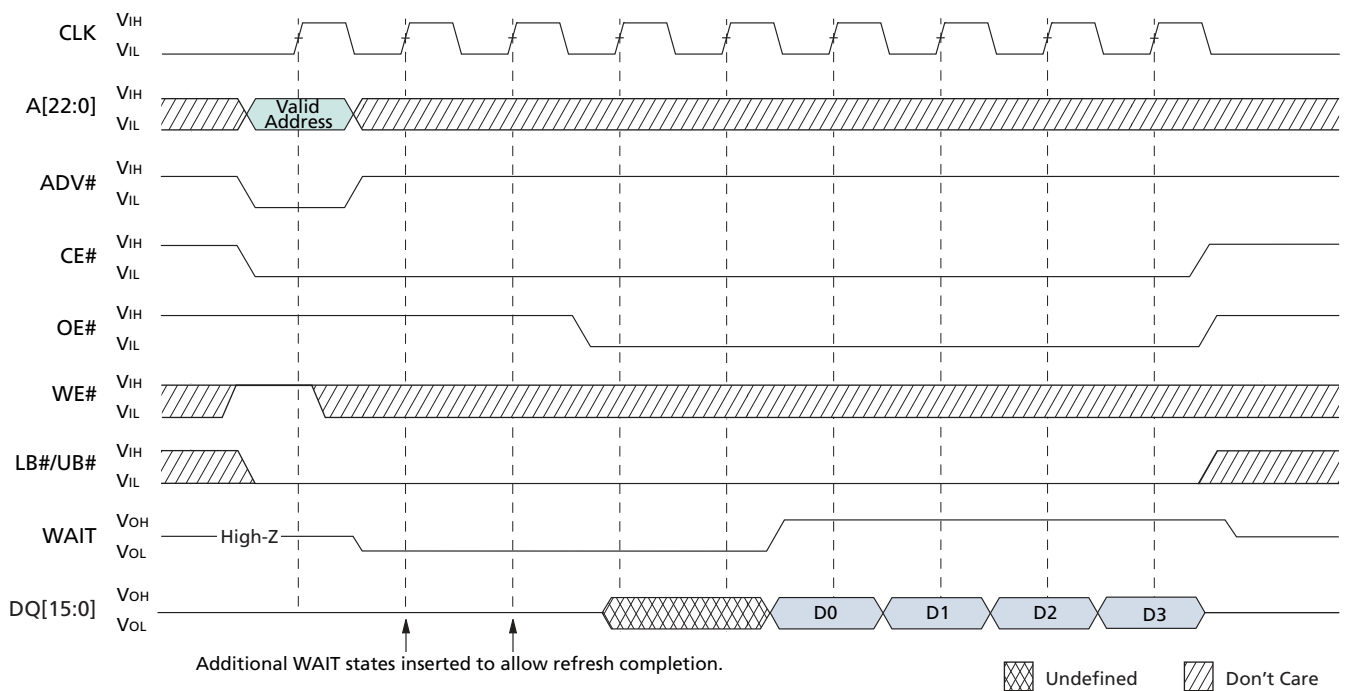 CLK VIH
VIL
A[22:0] VIH
VIL
Valid
Address
ADV# VIH
VIL
CE# VIH
VIL
OE# VIH
VIL
WE# VIH
VIL
LB#/UB# VIH
VIL
WAIT VOH
VOL
High-Z
DQ[15:0] VOH
VOL
D0 D1 D2 D3
Additional WAIT states inserted to allow refresh completion.
Undefined Don't Care